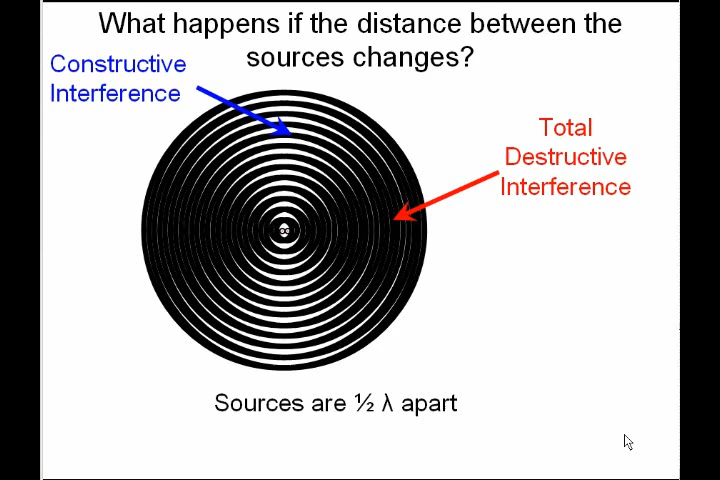 What happens if the distance between the
sources changes?
Constructive
Interference
Total
Destructive
Interference
Sources are ½ λ apart